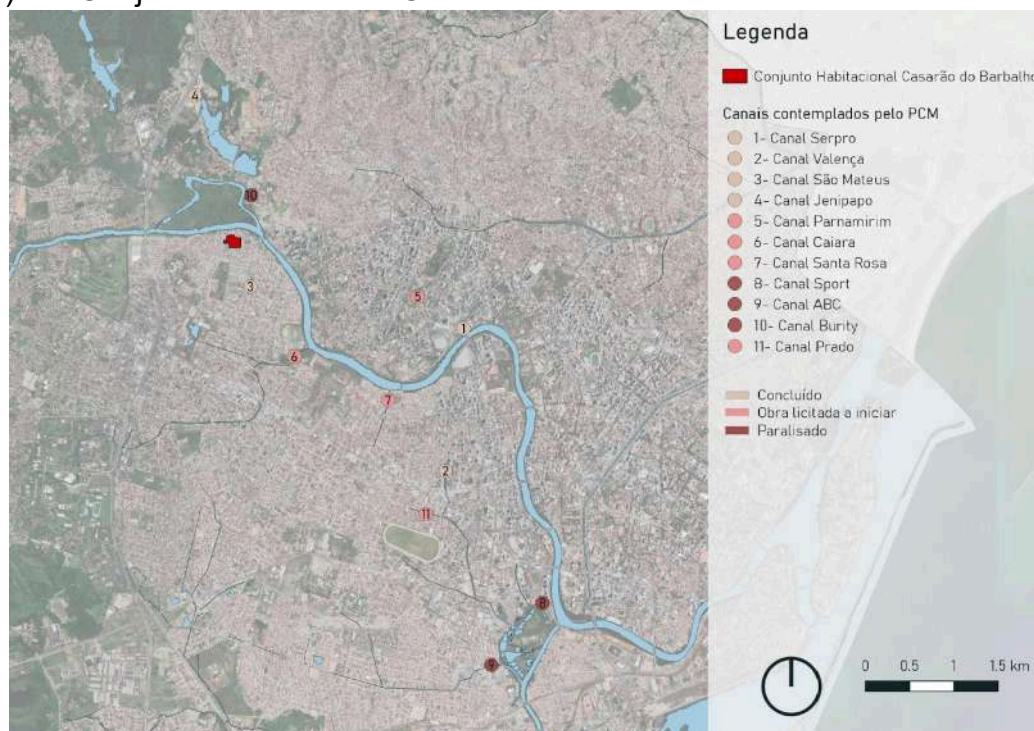 Legenda
Conjunto Habitacional Casarão do Barbalho
Canais contemplados pelo PCM
1- Canal Serpro
2- Canal Valença
3- Canal São Mateus
4- Canal Jenipapo
5- Canal Parnamirim
6- Canal Caiara
7- Canal Santa Rosa
8- Canal Sport
9- Canal ABC
10- Canal Burity
11- Canal Prado
Concluído
Obra licitada a iniciar
Paralisado
0 0.5 1 1.5 km
4
10
3
5
1
6
7
2
11
8
9